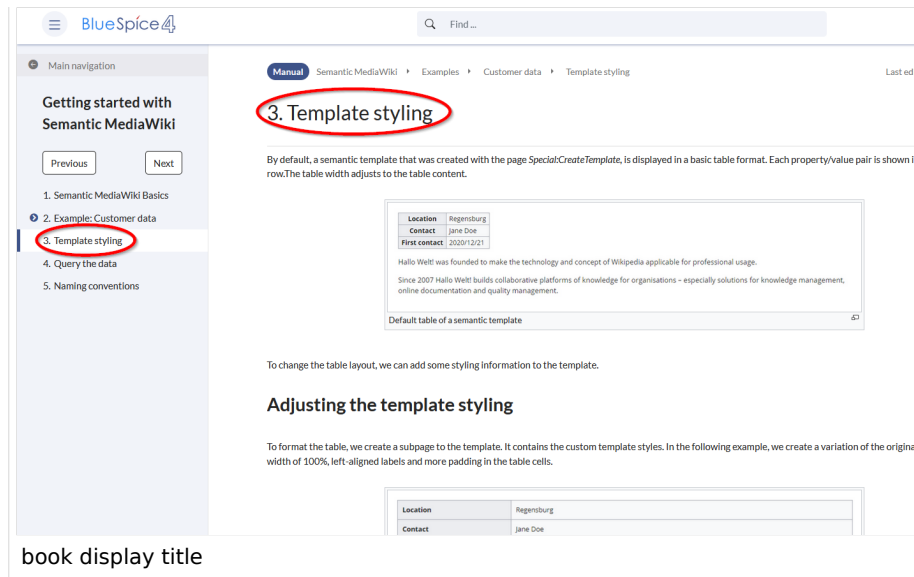 BlueSpice 4
Find ...
Main navigation
Getting started with
Semantic MediaWiki
Previous
Next
1. Semantic MediaWiki Basics
2. Example: Customer data
3. Template styling
4. Query the data
5. Naming conventions
Manual Semantic MediaWiki Examples Customer data Template styling
Last ed
3. Template styling
By default, a semantic template that was created with the page Special:CreateTemplate, is displayed in a basic table format. Each property/value pair is shown i
row.The table width adjusts to the table content.
Location Regensburg
Contact Jane Doe
First contact 2020/12/21
Hallo Welt! was founded to make the technology and concept of Wikipedia applicable for professional usage.
Since 2007 Hallo Welt! builds collaborative platforms of knowledge for organisations – especially solutions for knowledge management,
online documentation and quality management.
Default table of a semantic template
To change the table layout, we can add some styling information to the template.
Adjusting the template styling
To format the table, we create a subpage to the template. It contains the custom template styles. In the following example, we create a variation of the origina
width of 100%, left-aligned labels and more padding in the table cells.
Location Regensburg
Contact Jane Doe
book display title